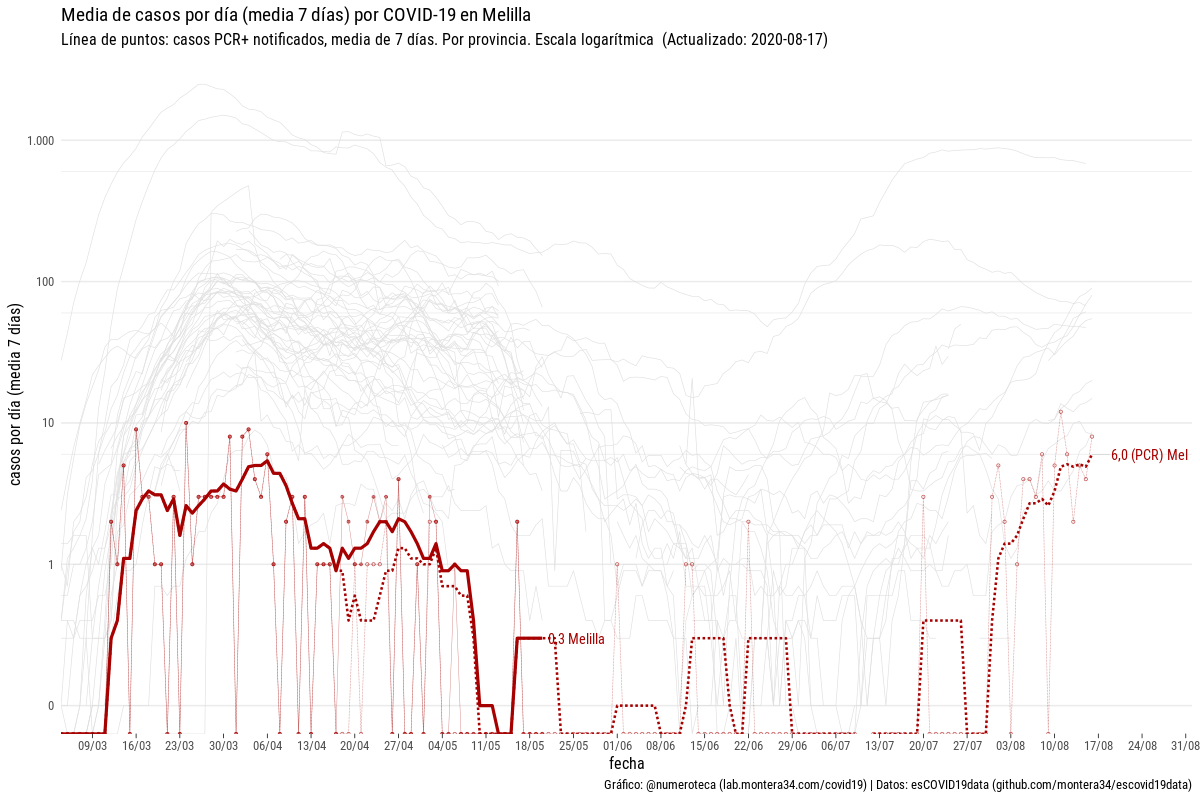 Media de casos por día (media 7 días) por COVID-19 en Melilla
Línea de puntos: casos PCR+ notificados, media de 7 días. Por provincia. Escala logarítmica (Actualizado: 2020-08-17)
casos por día (media 7 días)
1.000
100
10
1
0
6,0 (PCR) Mel
0,3 Melilla
09/03 16/03 23/03 30/03 06/04 13/04 20/04 27/04 04/05 11/05 18/05 25/05 01/06 08/06 15/06 22/06 29/06 06/07 13/07 20/07 27/07 03/08 10/08 17/08 24/08 31/08
fecha
Gráfico: @numeroteca (lab.montera34.com/covid19) | Datos: esCOVID19data (github.com/montera34/escovid19data)